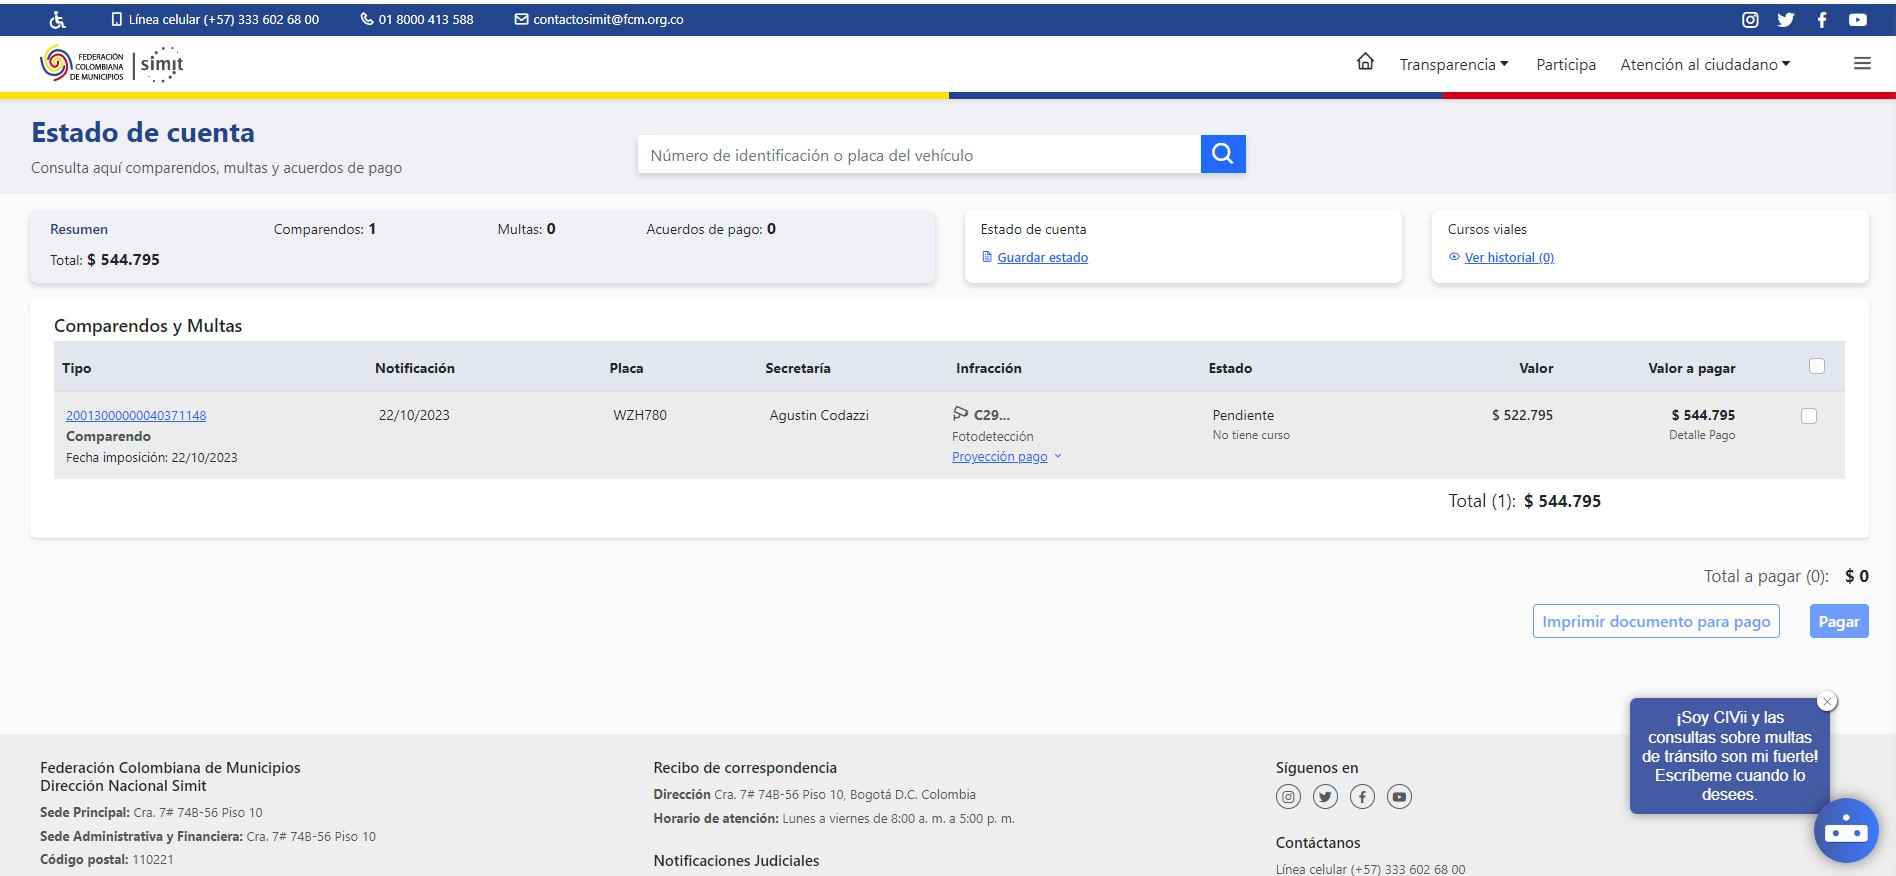 Línea celular (+57) 333 602 68 00 01 8000 413 588 contactosimit@fcm.org.co
FEDERACIÓN
COLOMBIANA
DE MUNICIPIOS
simit
Transparencia Participa Atención al ciudadano
Estado de cuenta
Consulta aquí comparendos, multas y acuerdos de pago
Número de identificación o placa del vehículo
Resumen Comparendos: 1 Multas: 0 Acuerdos de pago: 0
Total: $ 544.795
Estado de cuenta
Guardar estado
Cursos viales
Ver historial (0)
Comparendos y Multas
Tipo Notificación Placa Secretaría Infracción Estado Valor Valor a pagar
20013000000040371148 22/10/2023 WZH780 Agustin Codazzi C29... Pendiente $ 522.795 $ 544.795
Comparendo Fotodetección No tiene curso Detalle Pago
Fecha imposición: 22/10/2023 Proyección pago
Total (1): $ 544.795
Total a pagar (0): $ 0
Imprimir documento para pago Pagar
¡Soy CIVii y las
consultas sobre multas
de tránsito son mi fuerte!
Escríbeme cuando lo
desees.
Federación Colombiana de Municipios
Dirección Nacional Simit
Sede Principal: Cra. 7# 74B-56 Piso 10
Sede Administrativa y Financiera: Cra. 7# 74B-56 Piso 10
Código postal: 110221
Recibo de correspondencia
Dirección Cra. 7# 74B-56 Piso 10, Bogotá D.C. Colombia
Horario de atención: Lunes a viernes de 8:00 a. m. a 5:00 p. m.
Notificaciones Judiciales
Síguenos en
Contáctanos
Línea celular (+57) 333 602 68 00